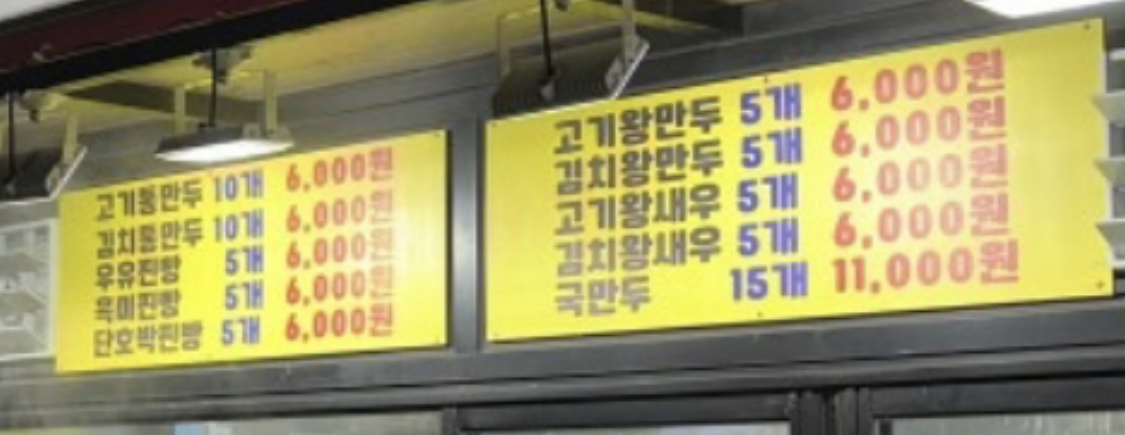 고기통만두 10개 6,000원
김치통만두 10개 6,000원
우유찐빵 5개 6,000원
흑미찐빵 5개 6,000원
단호박찐빵 5개 6,000원
고기왕만두 5개 6,000원
김치왕만두 5개 6,000원
고기왕새우 5개 6,000원
김치왕새우 5개 6,000원
국만두 15개 11,000원